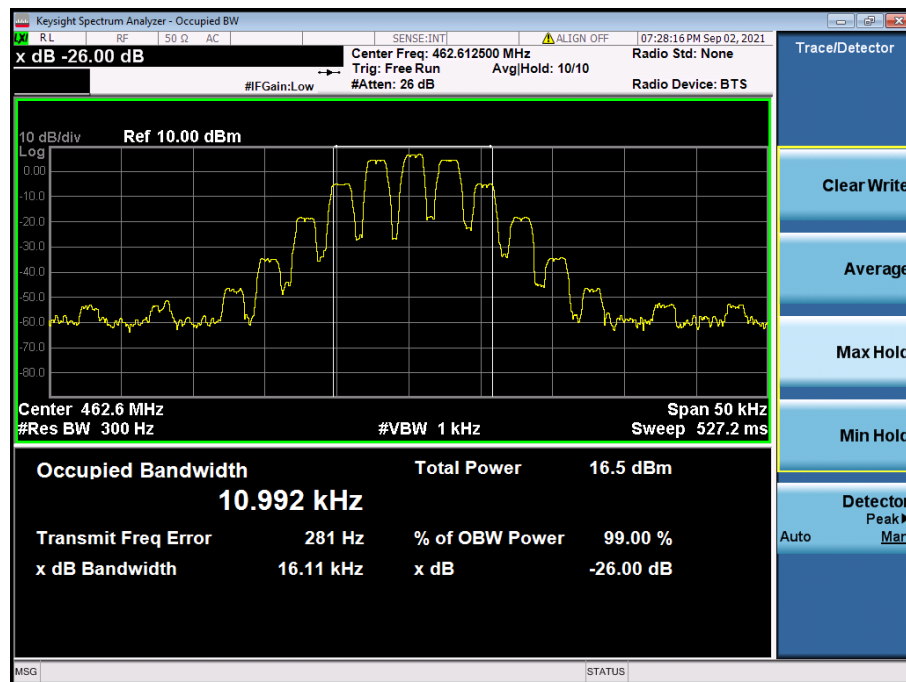 Keysight Spectrum Analyzer - Occupied BW
LXI RL RF 50 Ω AC SENSE:INT ALIGN OFF 07:28:16 PM Sep 02, 2021
x dB -26.00 dB
Center Freq: 462.612500 MHz
Radio Std: None
Trig: Free Run Avg|Hold: 10/10
#IFGain:Low
#Atten: 26 dB
Radio Device: BTS
10 dB/div Ref 10.00 dBm
Log
0.00
-10.0
-20.0
-30.0
-40.0
-50.0
-60.0
-70.0
-80.0
Center 462.6 MHz Span 50 kHz
#Res BW 300 Hz #VBW 1 kHz Sweep 527.2 ms
Occupied Bandwidth Total Power 16.5 dBm
10.992 kHz
Transmit Freq Error 281 Hz % of OBW Power 99.00 %
x dB Bandwidth 16.11 kHz x dB -26.00 dB
Trace/Detector
Clear Write
Average
Max Hold
Min Hold
Detector
Peak
Auto Man
MSG STATUS